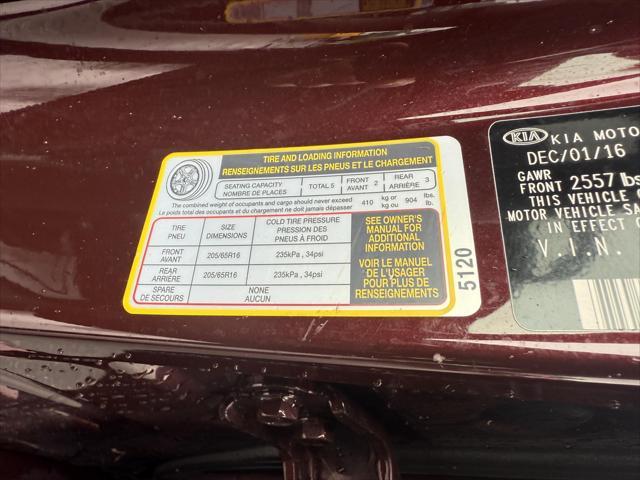 TIRE AND LOADING INFORMATION
RENSEIGNEMENTS SUR LES PNEUS ET LE CHARGEMENT
SEATING CAPACITY TOTAL 5 FRONT 2 REAR 3
NOMBRE DE PLACES AVANT ARRIÈRE
The combined weight of occupants and cargo should never exceed 410 kg or 904 lbs.
Le poids total des occupants et du chargement ne doit jamais dépasser kg ou lb.
TIRE SIZE COLD TIRE PRESSURE
PNEU DIMENSIONS PRESSION DES
PNEUS À FROID
FRONT 205/65R16 235kPa , 34psi
AVANT
REAR 205/65R16 235kPa , 34psi
ARRIÈRE
SPARE NONE
DE SECOURS AUCUN
SEE OWNER'S
MANUAL FOR
ADDITIONAL
INFORMATION
VOIR LE MANUEL
DE L'USAGER
POUR PLUS DE
RENSEIGNEMENTS
5120
KIA KIA MOTO
DEC/01/16
GAWR
FRONT 2557 lbs
THIS VEHICLE
MOTOR VEHICLE SA
IN EFFECT O
V.I.N.